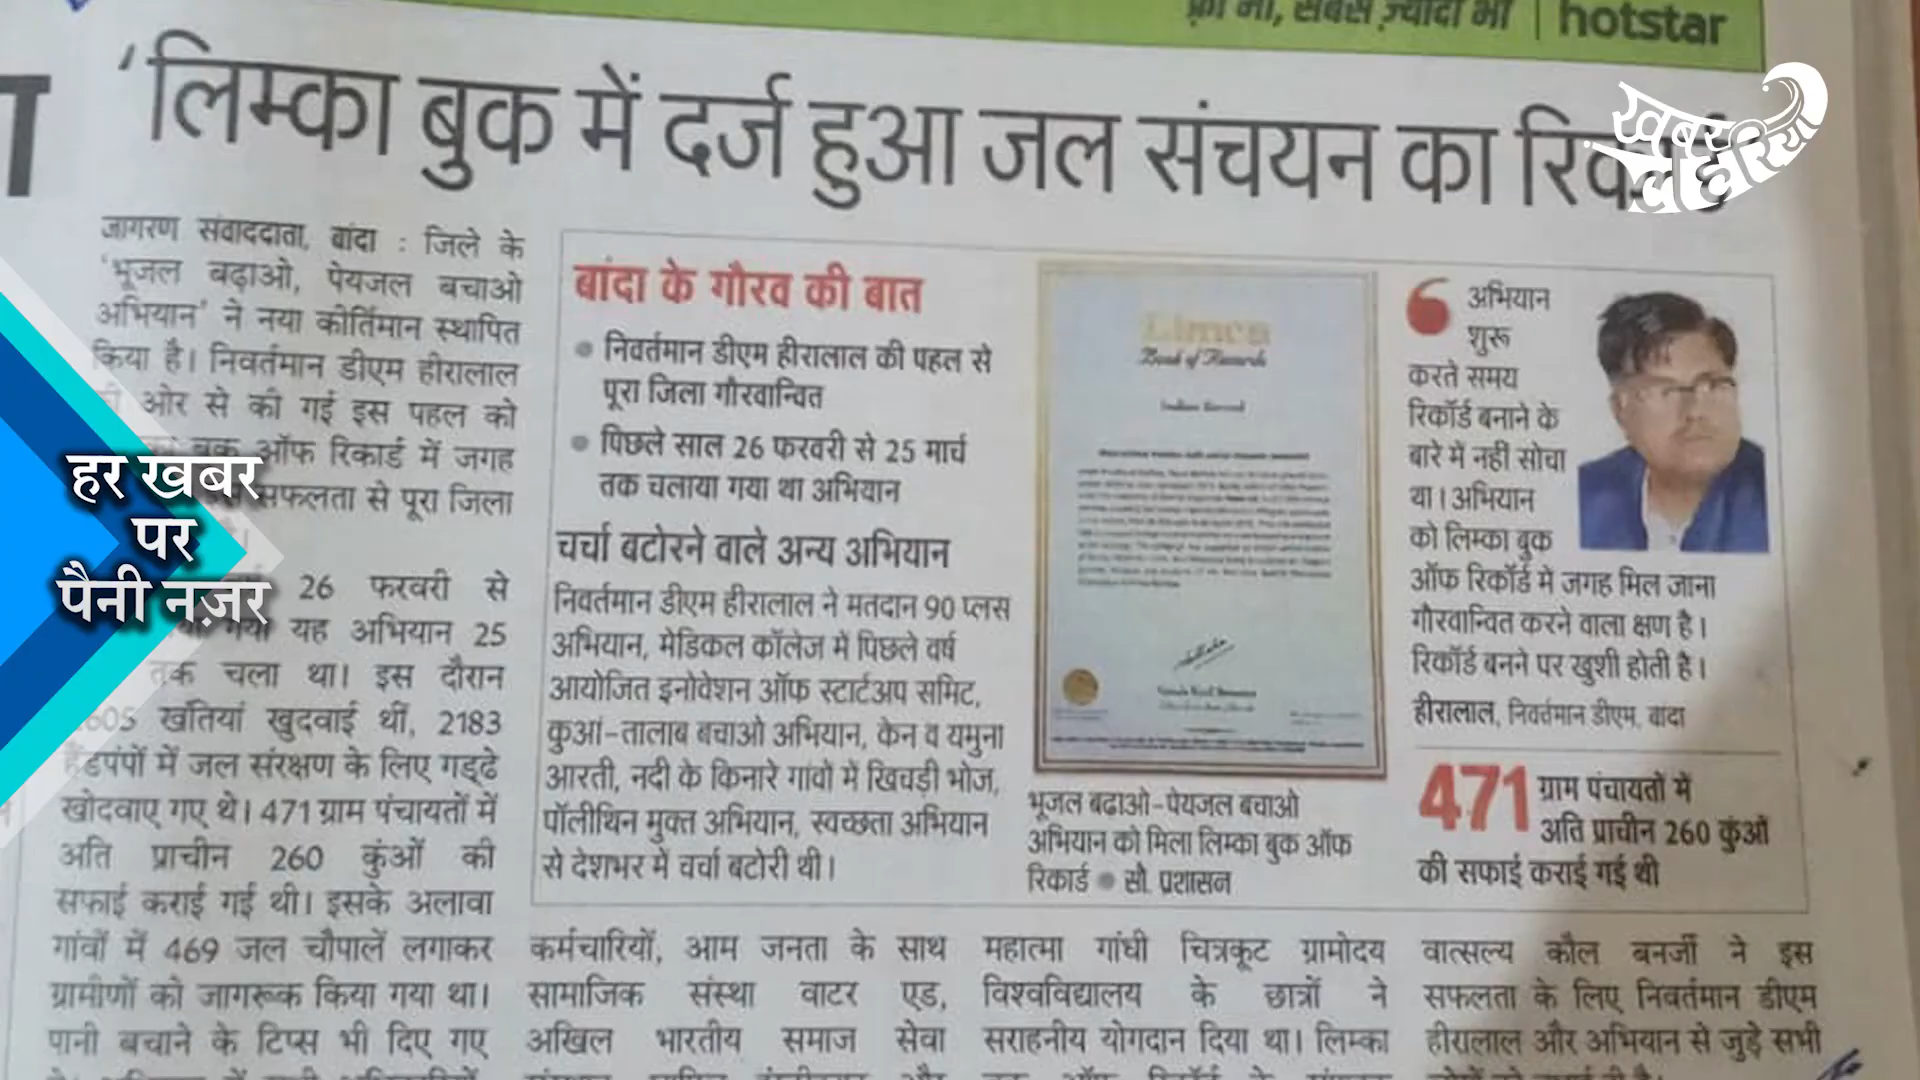 फ्री भी, सबसे ज़्यादा भी | hotstar
'लिम्का बुक में दर्ज हुआ जल संचयन का
खबर लहरिया
जागरण संवाददाता, बांदा : जिले के
'भूजल बढ़ाओ, पेयजल बचाओ
अभियान' ने नया कीर्तिमान स्थापित
किया है। निवर्तमान डीएम हीरालाल
ओर से की गई इस पहल को
बुक ऑफ रिकार्ड में जगह
सफलता से पूरा जिला
26 फरवरी से
गया यह अभियान 25
तक चला था। इस दौरान
खंतियां खुदवाई थीं, 2183
हैंडपंपों में जल संरक्षण के लिए गड्ढे
खोदवाए गए थे। 471 ग्राम पंचायतों में
अति प्राचीन 260 कुंओं की
सफाई कराई गई थी। इसके अलावा
गांवों में 469 जल चौपालें लगाकर
ग्रामीणों को जागरूक किया गया था।
पानी बचाने के टिप्स भी दिए गए
हर खबर
पर
पैनी नज़र
बांदा के गौरव की बात
निवर्तमान डीएम हीरालाल की पहल से
पूरा जिला गौरवान्वित
पिछले साल 26 फरवरी से 25 मार्च
तक चलाया गया था अभियान
चर्चा बटोरने वाले अन्य अभियान
निवर्तमान डीएम हीरालाल ने मतदान 90 प्लस
अभियान, मेडिकल कॉलेज में पिछले वर्ष
आयोजित इनोवेशन ऑफ स्टार्टअप समिट,
कुआं-तालाब बचाओ अभियान, केन व यमुना
आरती, नदी के किनारे गांवों में खिचड़ी भोज,
पॉलीथिन मुक्त अभियान, स्वच्छता अभियान
से देशभर में चर्चा बटोरी थी।
Limca
Book of Records
भूजल बढ़ाओ-पेयजल बचाओ
अभियान को मिला लिम्का बुक ऑफ
रिकार्ड ● सौ. प्रशासन
अभियान
शुरू
करते समय
रिकॉर्ड बनाने के
बारे में नहीं सोचा
था। अभियान
को लिम्का बुक
ऑफ रिकॉर्ड में जगह मिल जाना
गौरवान्वित करने वाला क्षण है।
रिकॉर्ड बनने पर खुशी होती है।
हीरालाल, निवर्तमान डीएम, बांदा
471 ग्राम पंचायतों में
अति प्राचीन 260 कुंओं
की सफाई कराई गई थी
कर्मचारियों, आम जनता के साथ
सामाजिक संस्था वाटर एड,
अखिल भारतीय समाज सेवा
महात्मा गांधी चित्रकूट ग्रामोदय
विश्वविद्यालय के छात्रों ने
सराहनीय योगदान दिया था। लिम्का
वात्सल्य कौल बनर्जी ने इस
सफलता के लिए निवर्तमान डीएम
हीरालाल और अभियान से जुड़े सभी